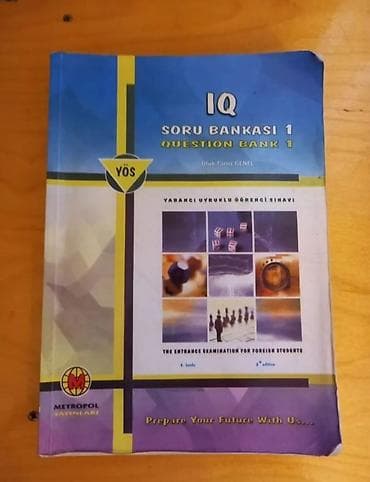 IQ
SORU BANKASI 1
QUESTION BANK 1
YÖS
YABANCI UYRUKLU ÖĞRENCİ SINAVI
THE ENTRANCE EXAMINATION FOR FOREIGN STUDENTS
METROPOL
YAYINLARI
Prepare Your Future With Us...